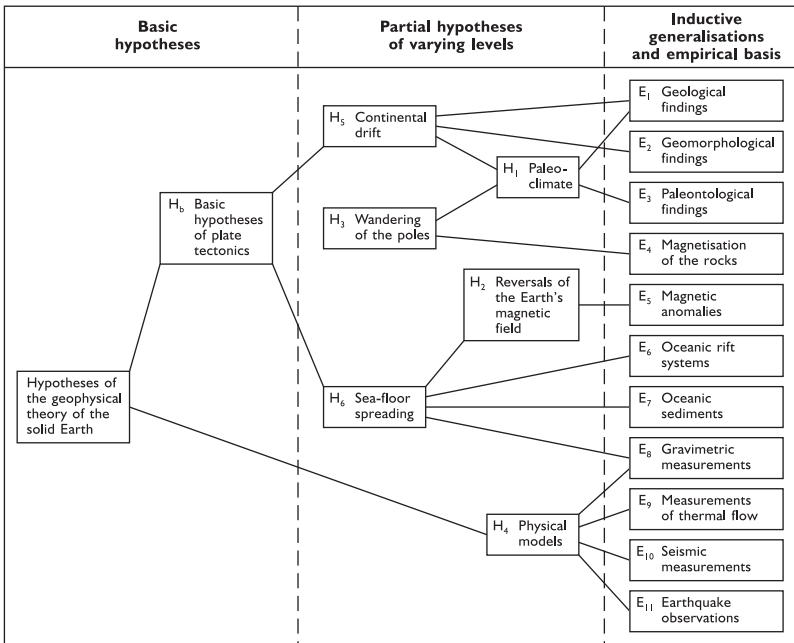 Basic
hypotheses
Partial hypotheses
of varying levels
Inductive
generalisations
and empirical basis
Hypotheses of
the geophysical
theory of the
solid Earth
H_b Basic
hypotheses
of plate
tectonics
H₅ Continental
drift
H₁ Paleo-
climate
H₃ Wandering
of the poles
H₂ Reversals of
the Earth's
magnetic
field
H₆ Sea-floor
spreading
H₄ Physical
models
E₁ Geological
findings
E₂ Geomorphological
findings
E₃ Paleontological
findings
E₄ Magnetisation
of the rocks
E₅ Magnetic
anomalies
E₆ Oceanic rift
systems
E₇ Oceanic
sediments
E₈ Gravimetric
measurements
E₉ Measurements
of thermal flow
E₁₀ Seismic
measurements
E₁₁ Earthquake
observations